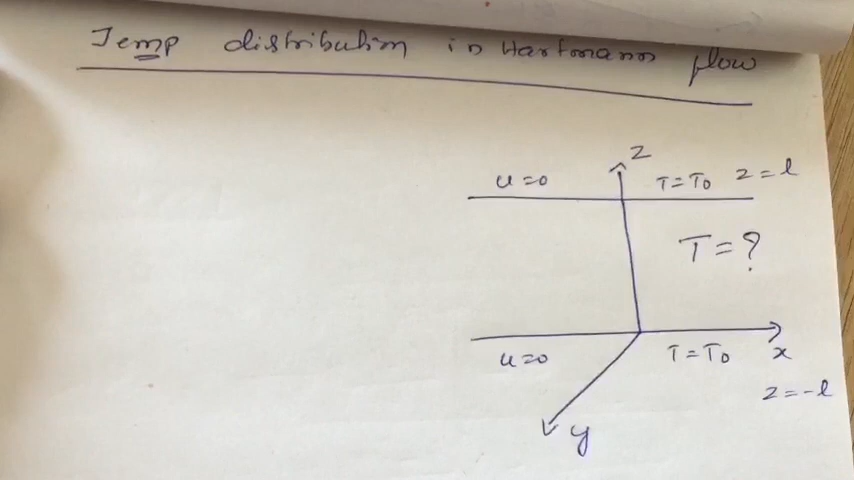 Temp distribution in Hartmann flow
z
u=0 T=T0 z=l
T=?
u=0 T=T0 x
z=-l
y